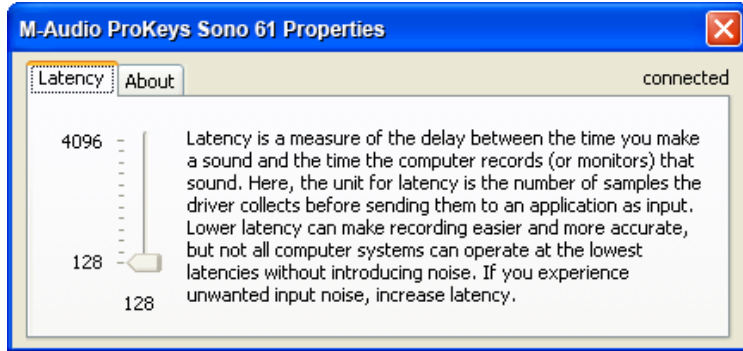 M-Audio ProKeys Sono 61 Properties
Latency About connected
4096
128
128
Latency is a measure of the delay between the time you make
a sound and the time the computer records (or monitors) that
sound. Here, the unit for latency is the number of samples the
driver collects before sending them to an application as input.
Lower latency can make recording easier and more accurate,
but not all computer systems can operate at the lowest
latencies without introducing noise. If you experience
unwanted input noise, increase latency.